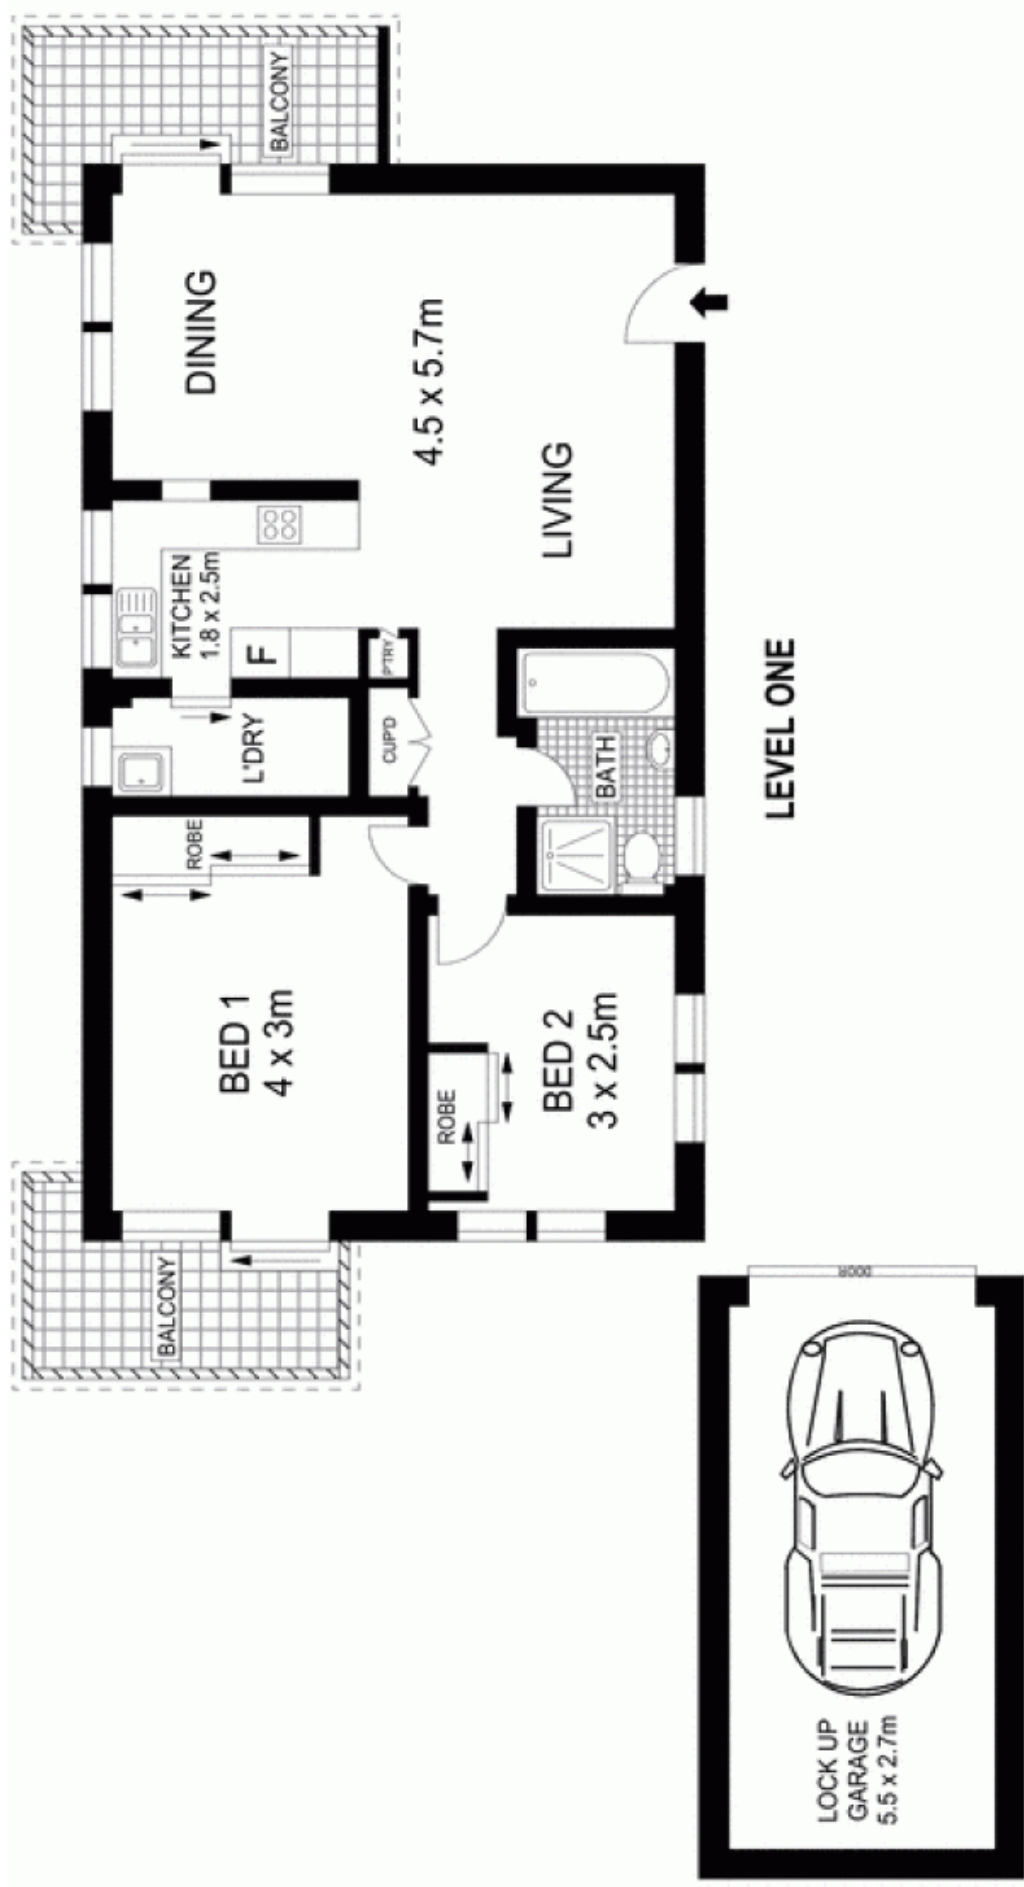 BALCONY
DINING
4.5 x 5.7m
LIVING
KITCHEN
1.8 x 2.5m
F
P'TRY
L'DRY
CUP'D
BATH
LEVEL ONE
ROBE
BED 1
4 x 3m
ROBE
BED 2
3 x 2.5m
BALCONY
DOOR
LOCK UP
GARAGE
5.5 x 2.7m